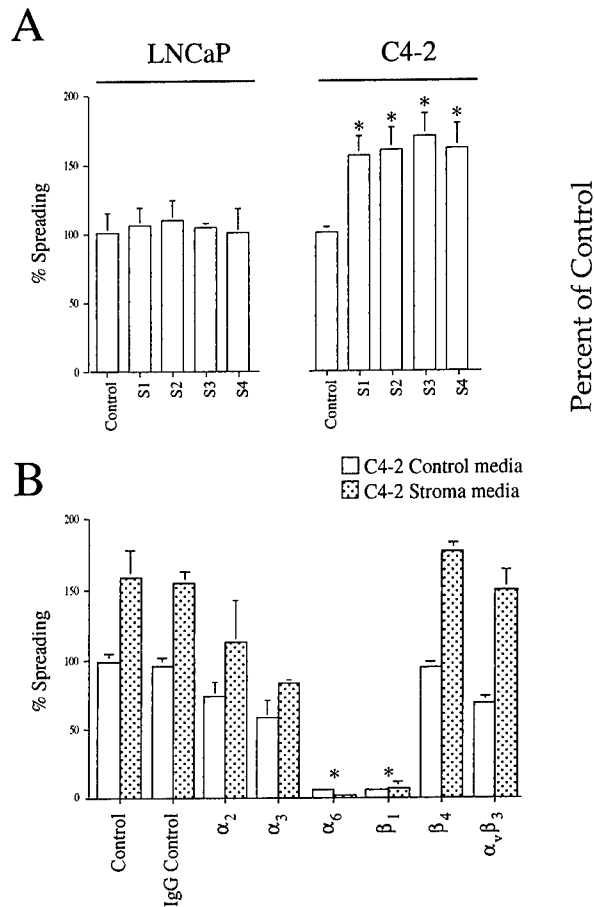 A
LNCaP
C4-2
200
150
100
50
0
% Spreading
Control
S1
S2
S3
S4
* * * *
Control
S1
S2
S3
S4
Percent of Control
B
C4-2 Control media
C4-2 Stroma media
200
150
100
50
0
% Spreading
* *
Control
IgG Control
α2
α3
α6
β1
β4
αvβ3